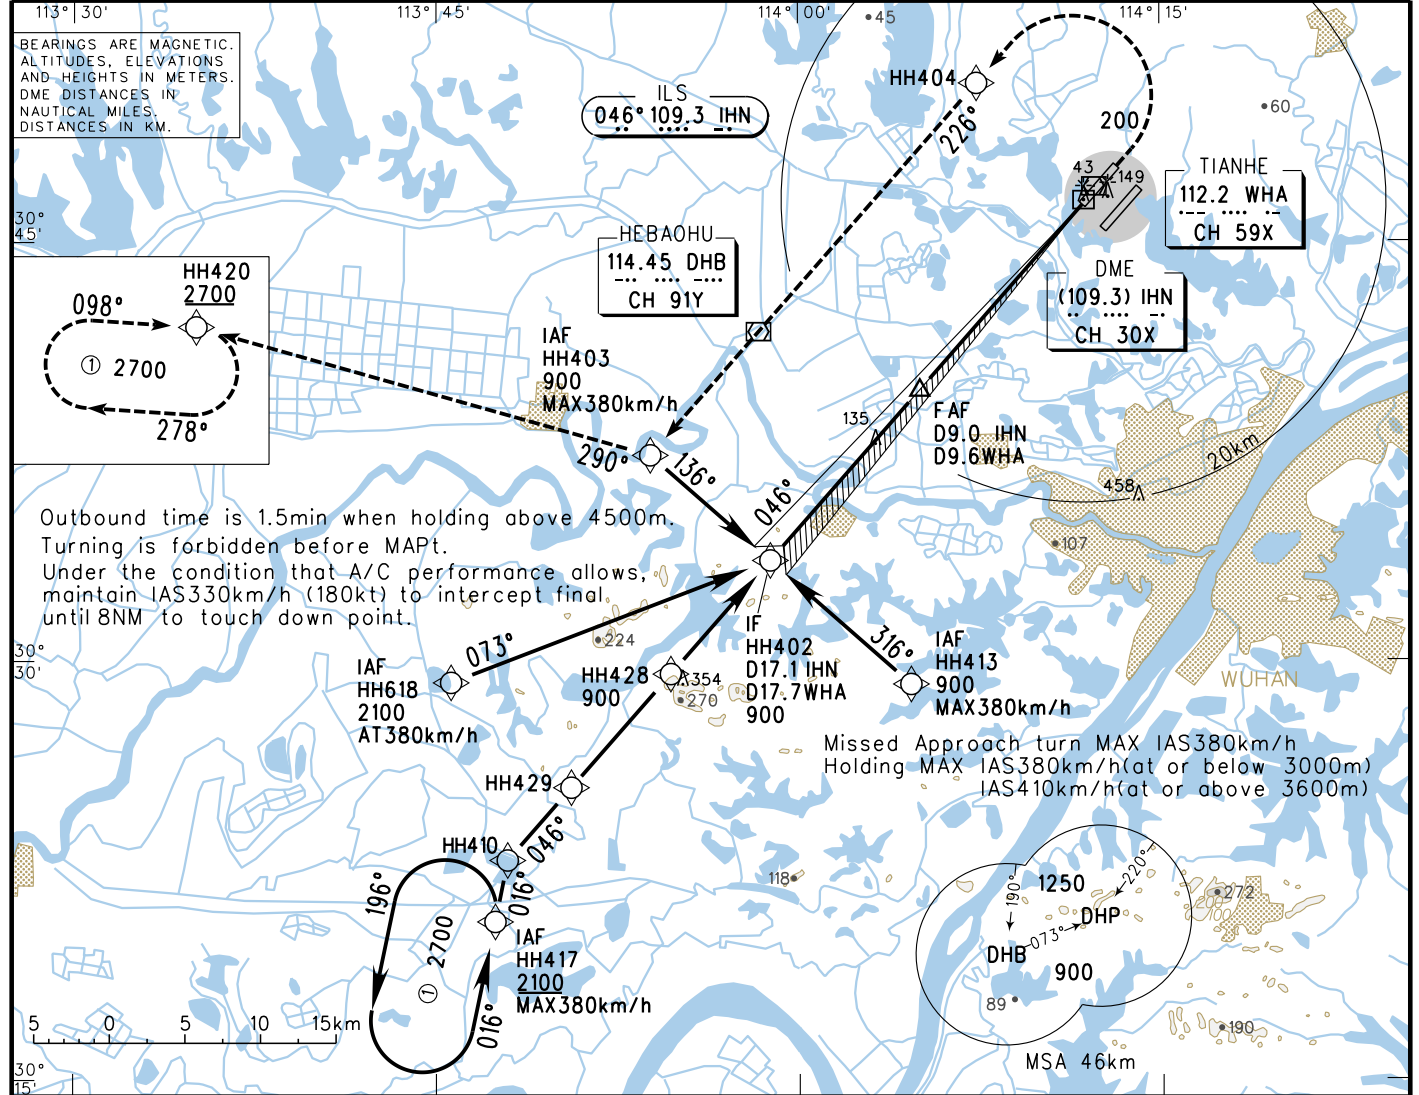 113° 30'
113° 45'
114° 00'
114° 15'
45
BEARINGS ARE MAGNETIC.
ALTITUDES, ELEVATIONS
AND HEIGHTS IN METERS.
DME DISTANCES IN
NAUTICAL MILES.
DISTANCES IN KM.
ILS
046° 109.3 IHN
HH404
226°
200
60
43
149
TIANHE
112.2 WHA
CH 59X
30°
45'
HEBAOHU
114.45 DHB
CH 91Y
DME
(109.3) IHN
CH 30X
HH420
2700
098°
① 2700
278°
IAF
HH403
900
MAX380km/h
290°
136°
046°
135
FAF
D9.0 IHN
D9.6WHA
20km
458
107
Outbound time is 1.5min when holding above 4500m.
Turning is forbidden before MAPt.
Under the condition that A/C performance allows,
maintain IAS330km/h (180kt) to intercept final
until 8NM to touch down point.
224
073°
30°
30'
IAF
HH618
2100
AT380km/h
HH428
900
354
270
IF
HH402
D17.1 IHN
D17.7WHA
900
316°
IAF
HH413
900
MAX380km/h
WUHAN
Missed Approach turn MAX IAS380km/h
Holding MAX IAS380km/h(at or below 3000m)
IAS410km/h(at or above 3600m)
HH429
046°
HH410
016°
196°
2700
①
016°
IAF
HH417
2100
MAX380km/h
118
190°
1250
220°
DHP
073°
DHB
900
89
MSA 46km
272
200
190
5 0 5 10 15km
30°
15'